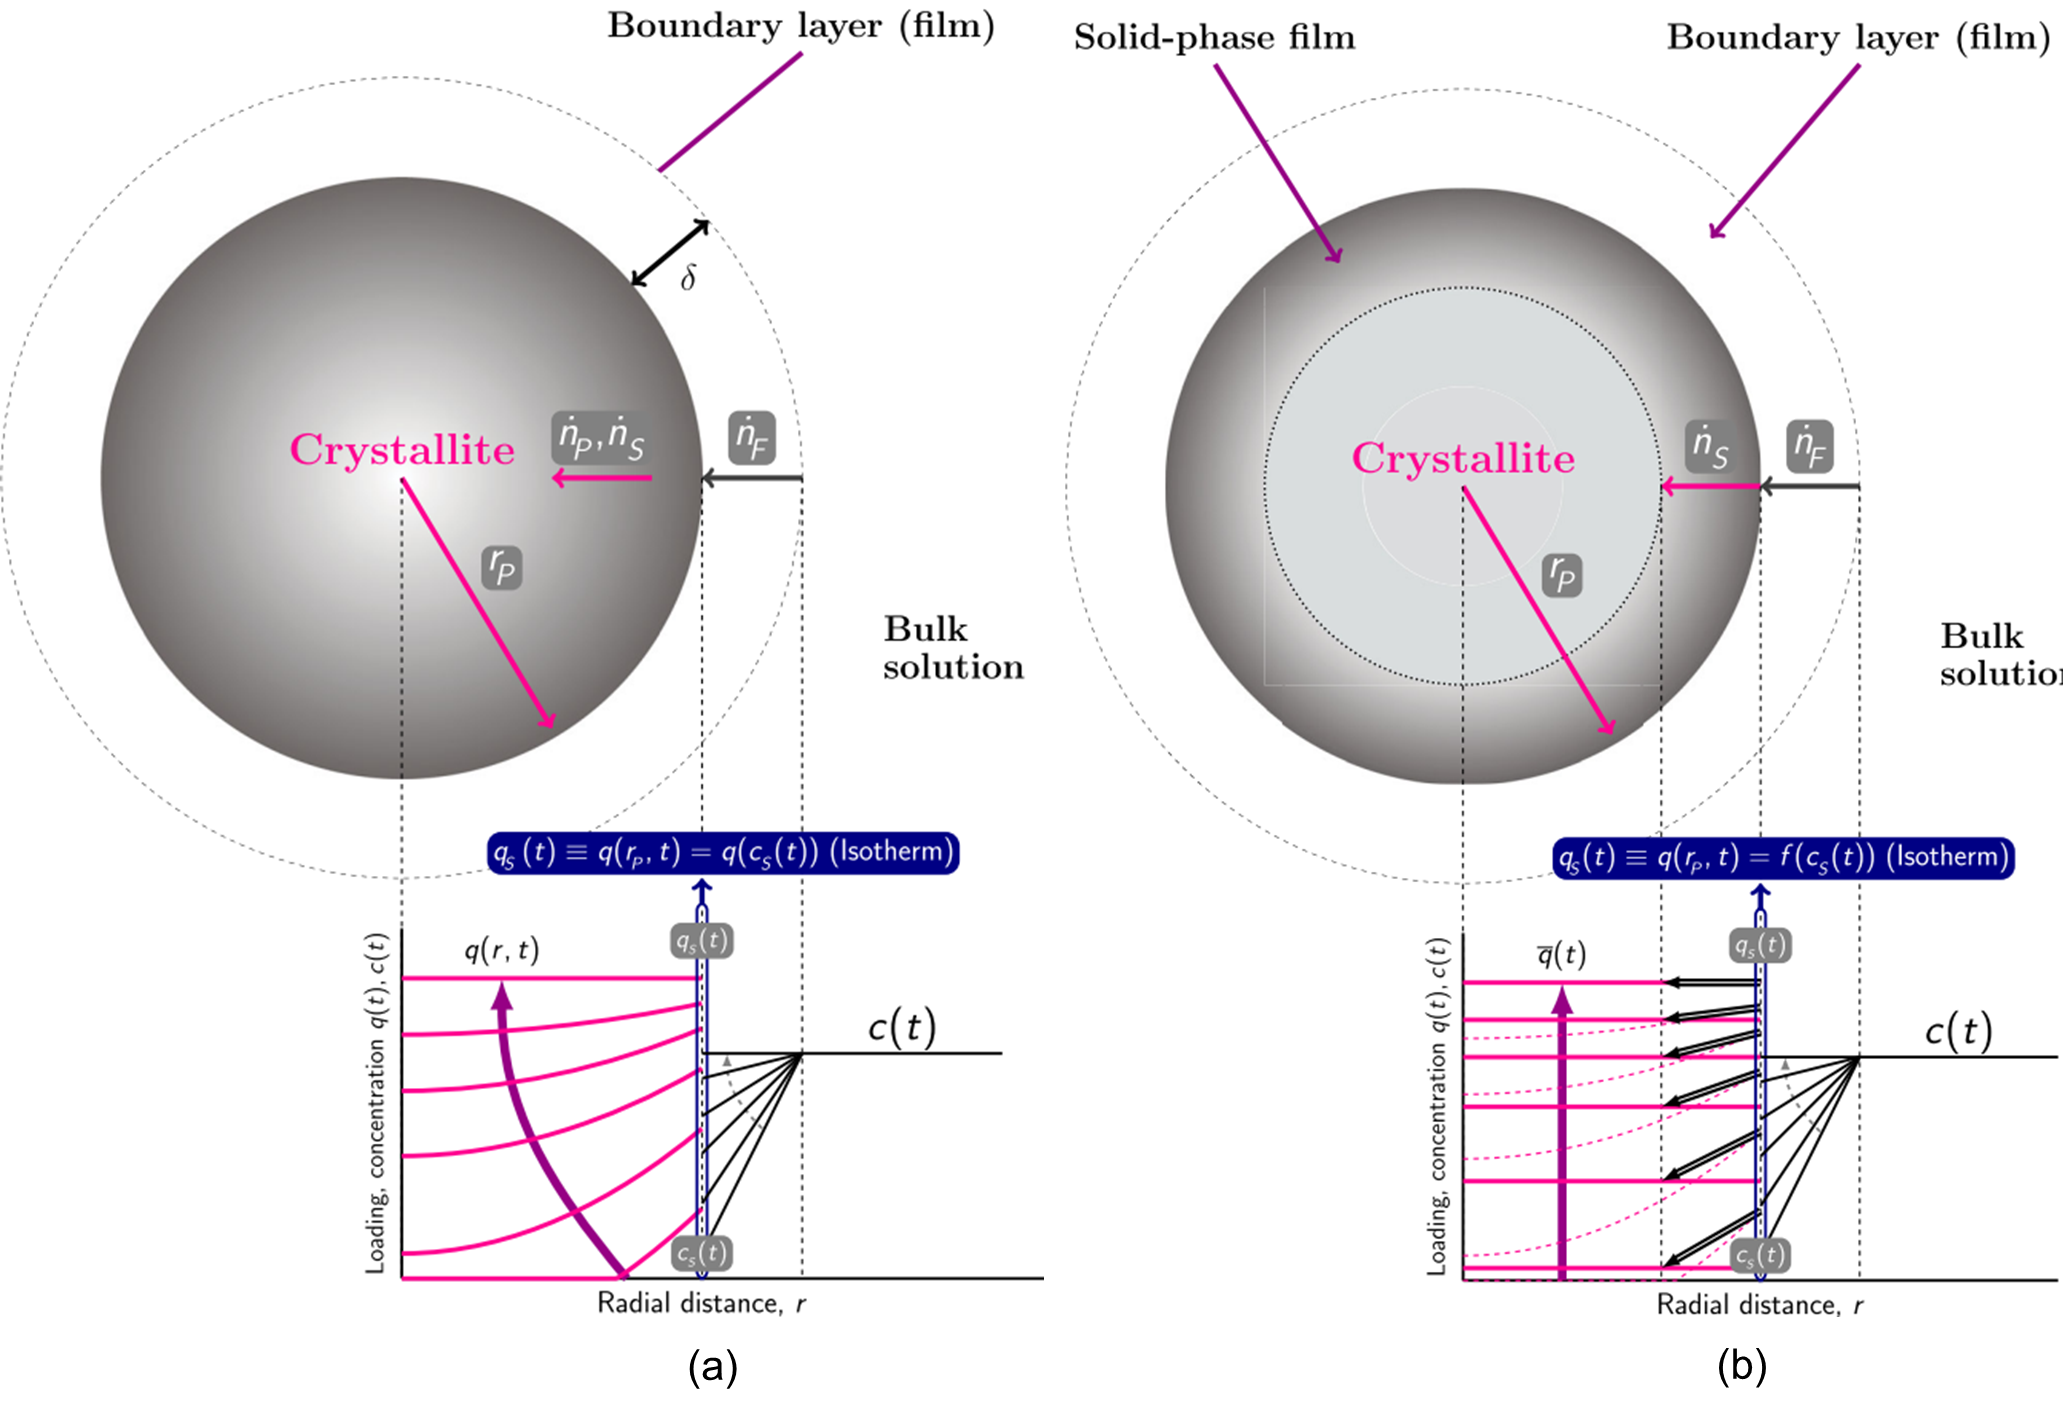 Boundary layer (film)
δ
Crystallite
ṅP, ṅS
ṅF
rP
Bulk
solution
qS(t) ≡ q(rP, t) = q(cS(t)) (Isotherm)
qs(t)
q(r, t)
c(t)
cs(t)
Loading, concentration q(t), c(t)
Radial distance, r
(a)
Solid-phase film
Boundary layer (film)
Crystallite
ṅS
ṅF
rP
Bulk
solution
qS(t) ≡ q(rP, t) = f(cS(t)) (Isotherm)
qs(t)
q̅(t)
c(t)
cs(t)
Loading, concentration q(t), c(t)
Radial distance, r
(b)